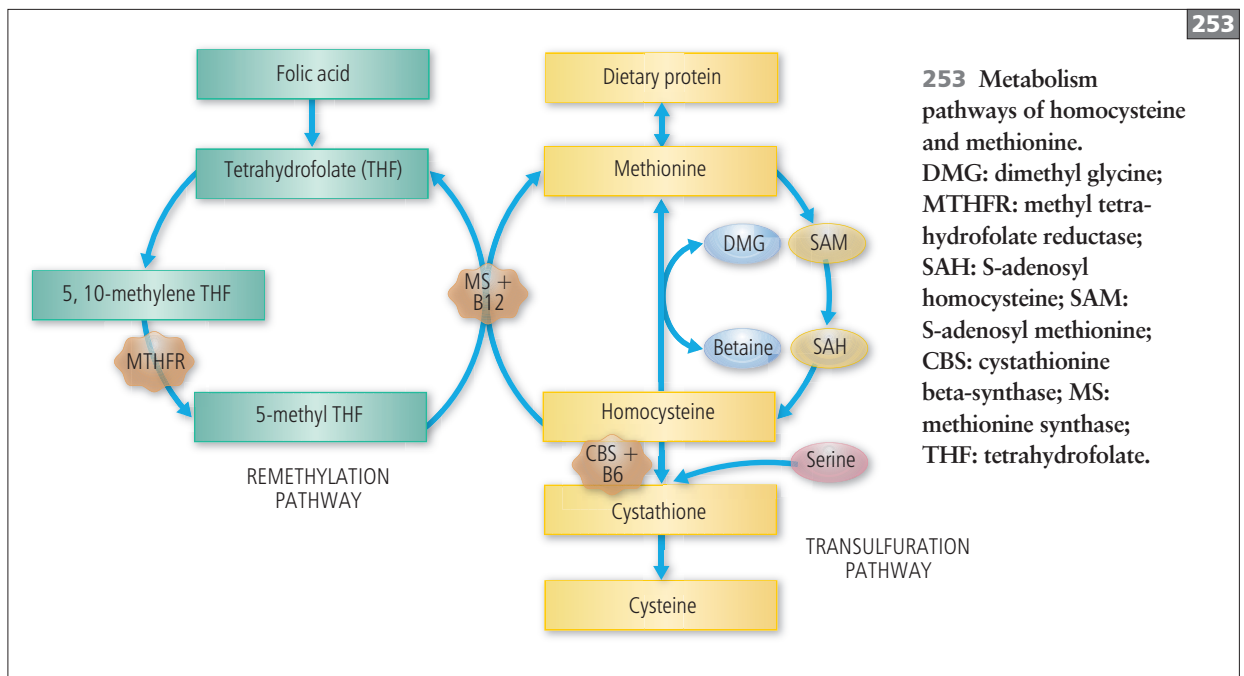 253
Folic acid
Tetrahydrofolate (THF)
5, 10-methylene THF
MTHFR
5-methyl THF
REMETHYLATION
PATHWAY
MS +
B12
Dietary protein
Methionine
DMG
SAM
Betaine
SAH
Homocysteine
CBS +
B6
Serine
Cystathione
TRANSULFURATION
PATHWAY
Cysteine
253 Metabolism
pathways of homocysteine
and methionine.
DMG: dimethyl glycine;
MTHFR: methyl tetra-
hydrofolate reductase;
SAH: S-adenosyl
homocysteine; SAM:
S-adenosyl methionine;
CBS: cystathionine
beta-synthase; MS:
methionine synthase;
THF: tetrahydrofolate.